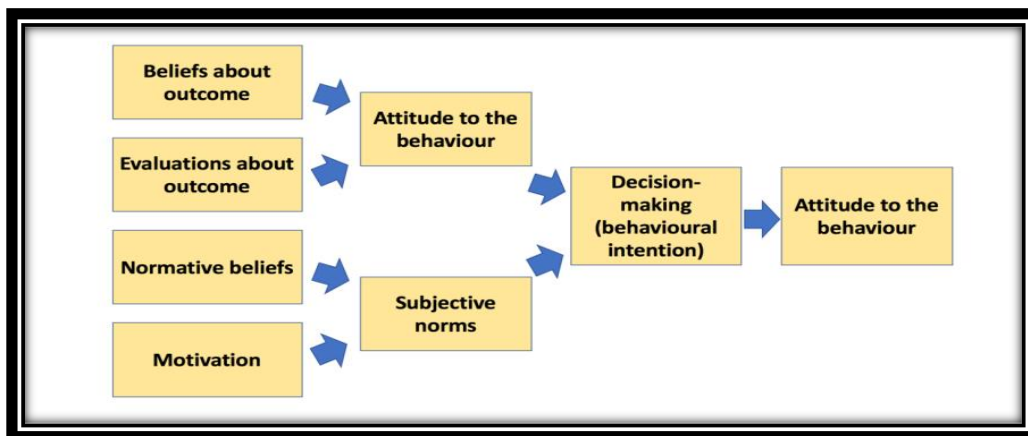 Beliefs about
outcome
Evaluations about
outcome
Normative beliefs
Motivation
Attitude to the
behaviour
Subjective
norms
Decision-
making
(behavioural
intention)
Attitude to the
behaviour